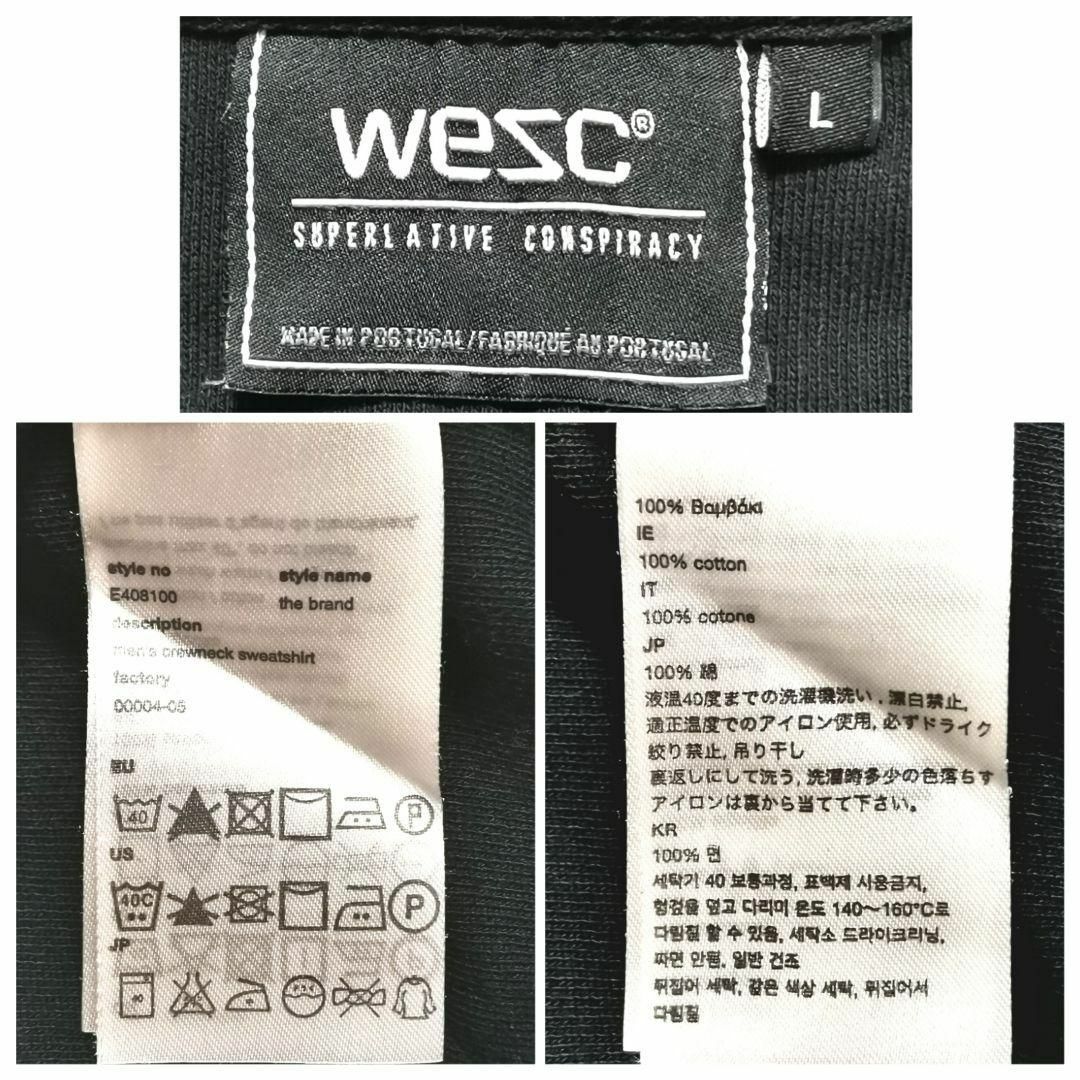 wesc®
L
SUPERLATIVE CONSPIRACY
MADE IN PORTUGAL/FABRIQUÉ AU PORTUGAL
style no style name
E408100 the brand
description
men's crewneck sweatshirt
factory
00004-05
EU
40 P
US
40C P
JP
100% Βαμβάκι
IE
100% cotton
IT
100% cotone
JP
100% 綿
液温40度までの洗濯機洗い, 漂白禁止,
適正温度でのアイロン使用, 必ずドライク
絞り禁止, 吊り干し
裏返しにして洗う, 洗濯時多少の色落ちす
アイロンは裏から当てて下さい。
KR
100% 면
세탁기 40 보통과정, 표백제 사용금지,
헝겊을 덮고 다리미 온도 140～160°C로
다림질 할 수 있음, 세탁소 드라이크리닝,
짜면 안됨, 일반 건조
뒤집어 세탁, 같은 색상 세탁, 뒤집어서
다림질